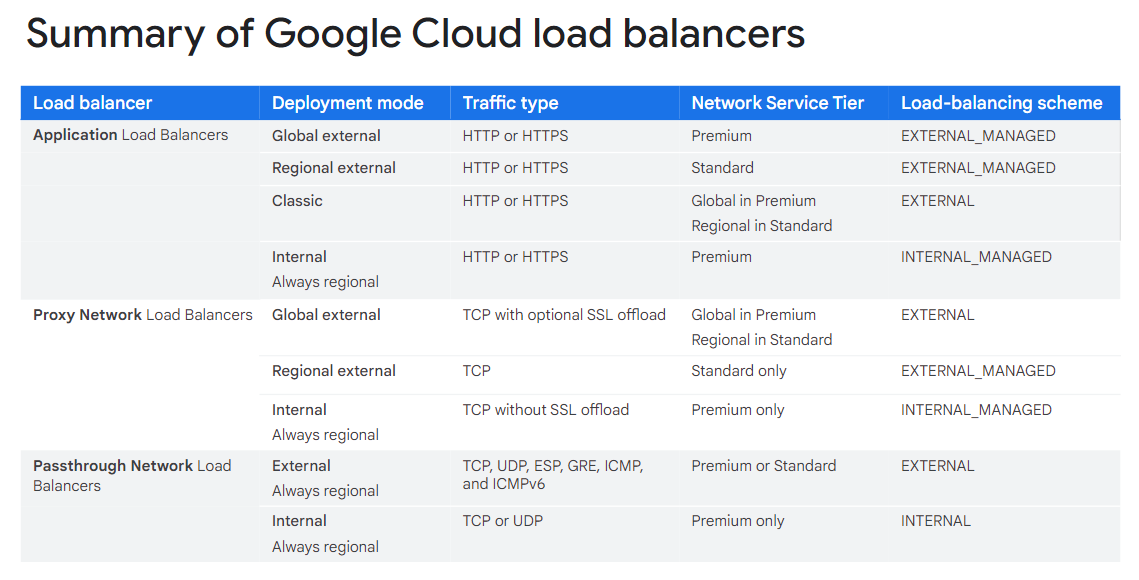 Summary of Google Cloud load balancers
Load balancer Deployment mode Traffic type Network Service Tier Load-balancing scheme
Application Load Balancers Global external HTTP or HTTPS Premium EXTERNAL_MANAGED
Regional external HTTP or HTTPS Standard EXTERNAL_MANAGED
Classic HTTP or HTTPS Global in Premium EXTERNAL
Regional in Standard
Internal HTTP or HTTPS Premium INTERNAL_MANAGED
Always regional
Proxy Network Load Balancers Global external TCP with optional SSL offload Global in Premium EXTERNAL
Regional in Standard
Regional external TCP Standard only EXTERNAL_MANAGED
Internal TCP without SSL offload Premium only INTERNAL_MANAGED
Always regional
Passthrough Network Load External TCP, UDP, ESP, GRE, ICMP, Premium or Standard EXTERNAL
Balancers Always regional and ICMPv6
Internal TCP or UDP Premium only INTERNAL
Always regional